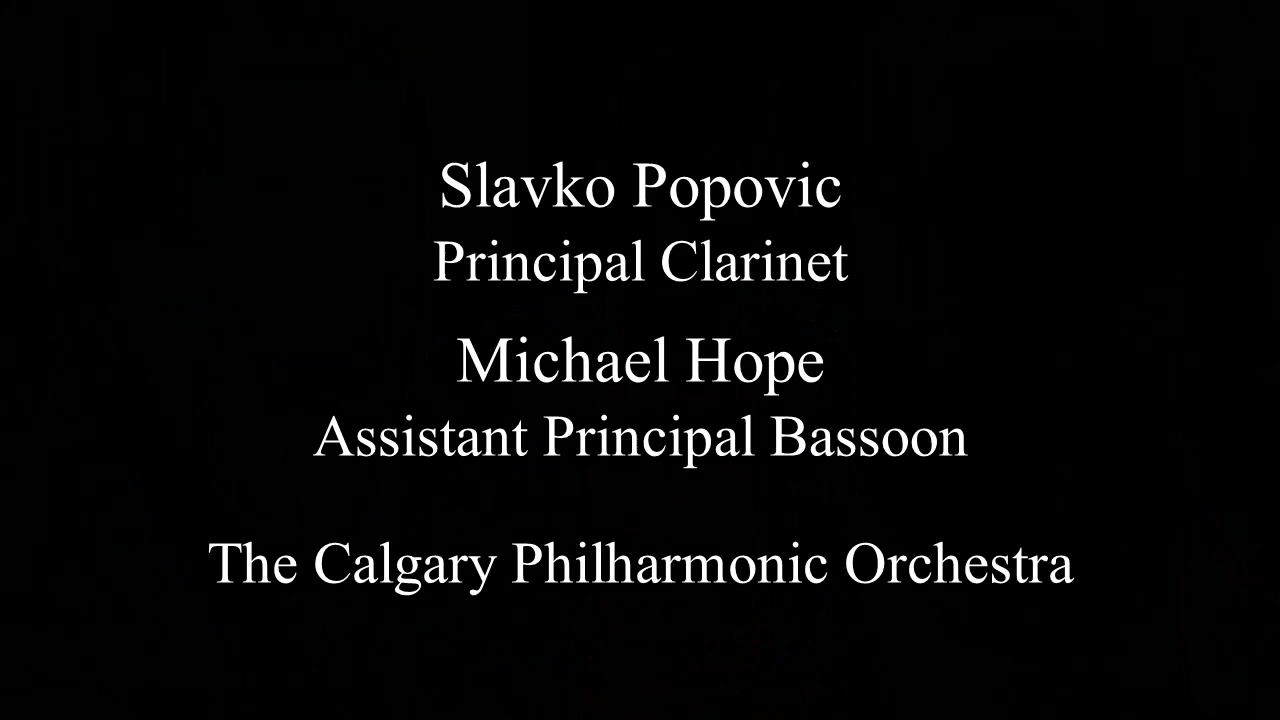 Slavko Popovic
Principal Clarinet
Michael Hope
Assistant Principal Bassoon
The Calgary Philharmonic Orchestra